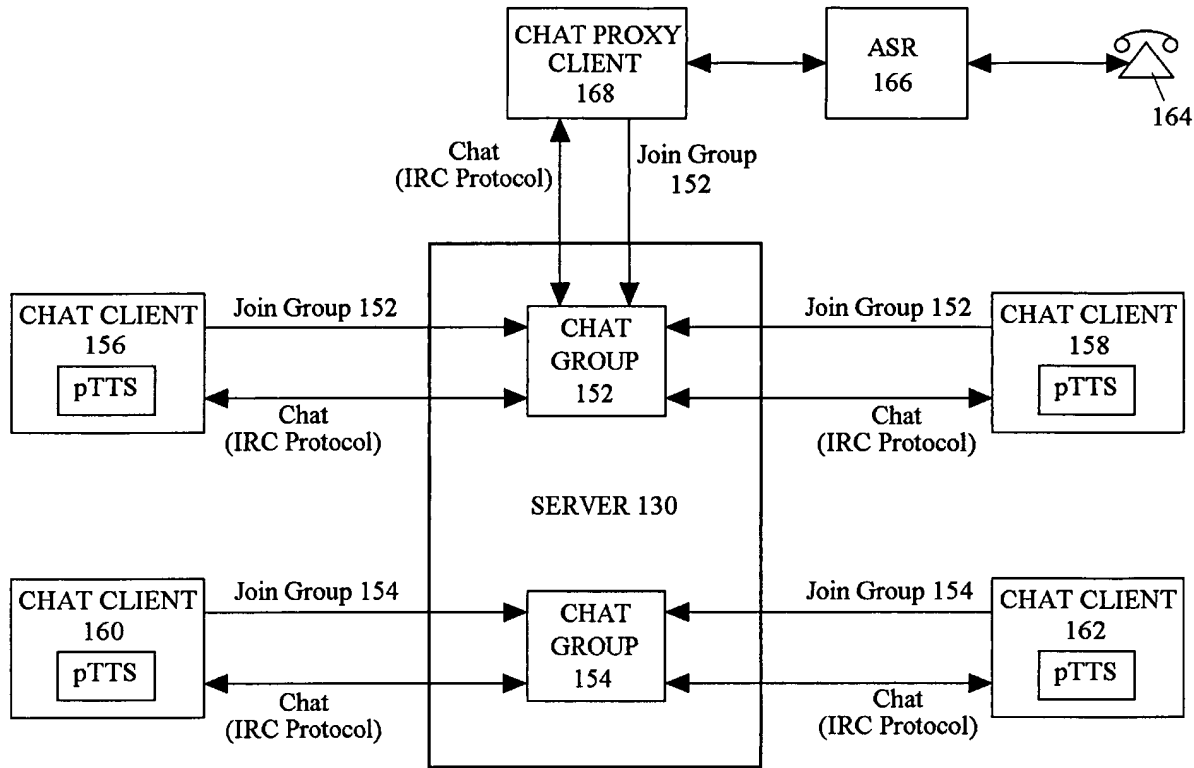 CHAT PROXY
CLIENT
168
ASR
166
164
Chat
(IRC Protocol)
Join Group
152
CHAT CLIENT
156
pTTS
Join Group 152
Chat
(IRC Protocol)
CHAT
GROUP
152
Join Group 152
Chat
(IRC Protocol)
CHAT CLIENT
158
pTTS
SERVER 130
CHAT CLIENT
160
pTTS
Join Group 154
Chat
(IRC Protocol)
CHAT
GROUP
154
Join Group 154
Chat
(IRC Protocol)
CHAT CLIENT
162
pTTS